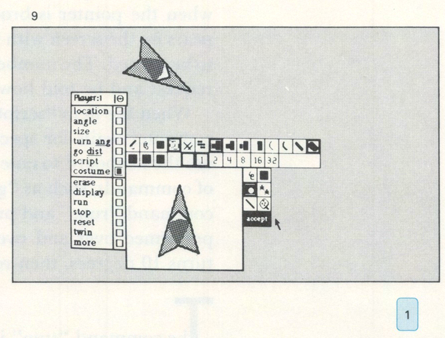 9
Player:1
location
angle
size
turn ang
go dist
script
costume
erase
display
run
stop
reset
twin
more
1 2 4 8 16 32
accept
1